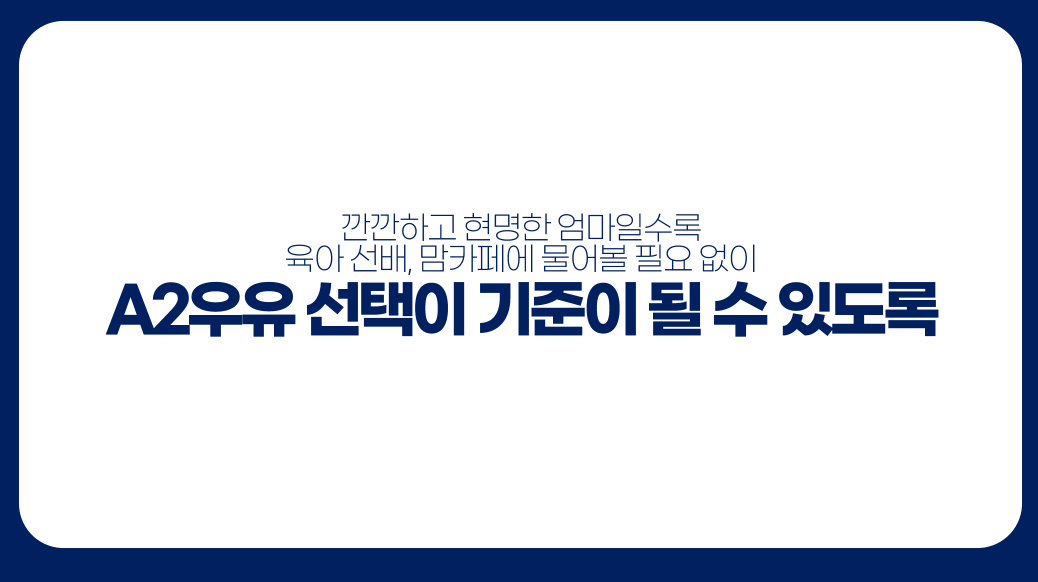 깐깐하고 현명한 엄마일수록
육아 선배, 맘카페에 물어볼 필요 없이
A2우유 선택이 기준이 될 수 있도록